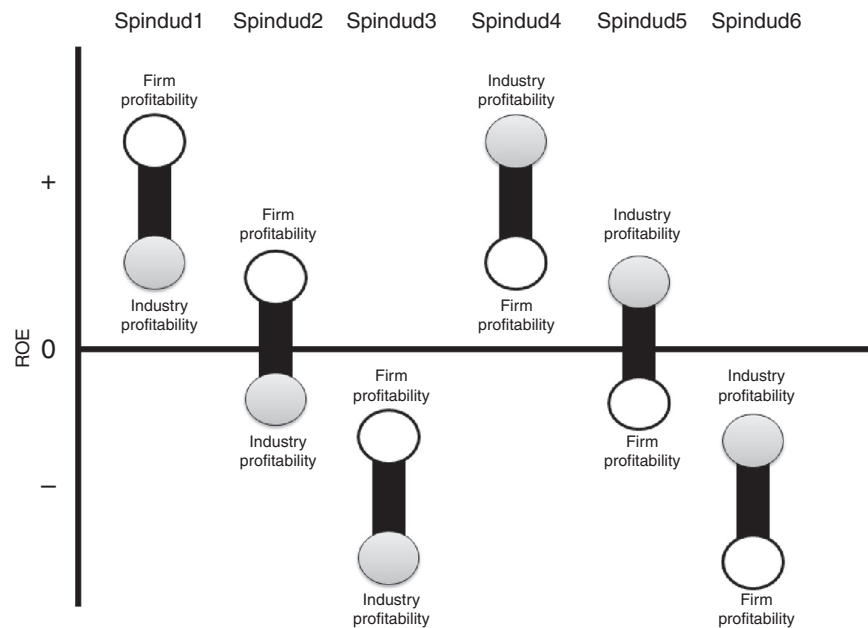 Spindud1 Spindud2 Spindud3 Spindud4 Spindud5 Spindud6
Firm
profitability
Industry
profitability
Firm
profitability
Industry
profitability
Firm
profitability
Industry
profitability
Industry
profitability
Firm
profitability
Industry
profitability
Firm
profitability
Industry
profitability
Firm
profitability
ROE
+
0
–